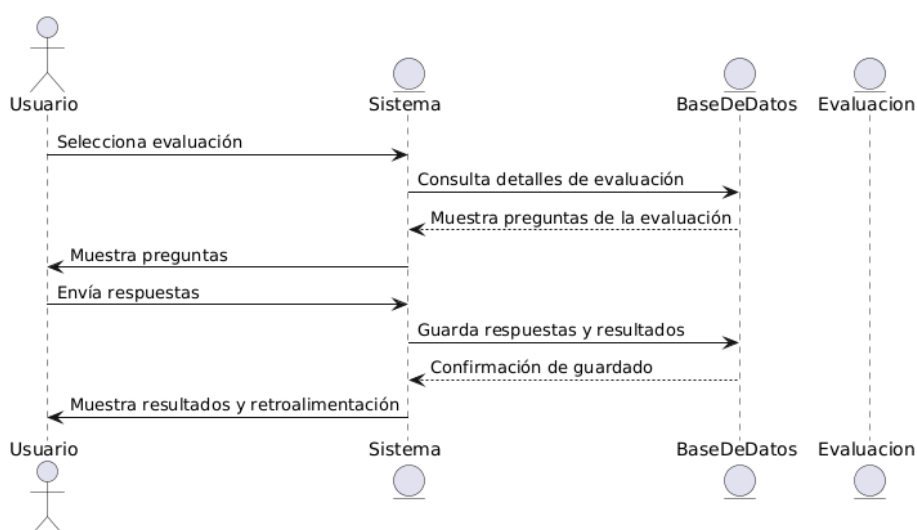 Usuario
Sistema
BaseDeDatos
Evaluacion
Selecciona evaluación
Consulta detalles de evaluación
Muestra preguntas de la evaluación
Muestra preguntas
Envía respuestas
Guarda respuestas y resultados
Confirmación de guardado
Muestra resultados y retroalimentación
Usuario
Sistema
BaseDeDatos
Evaluacion